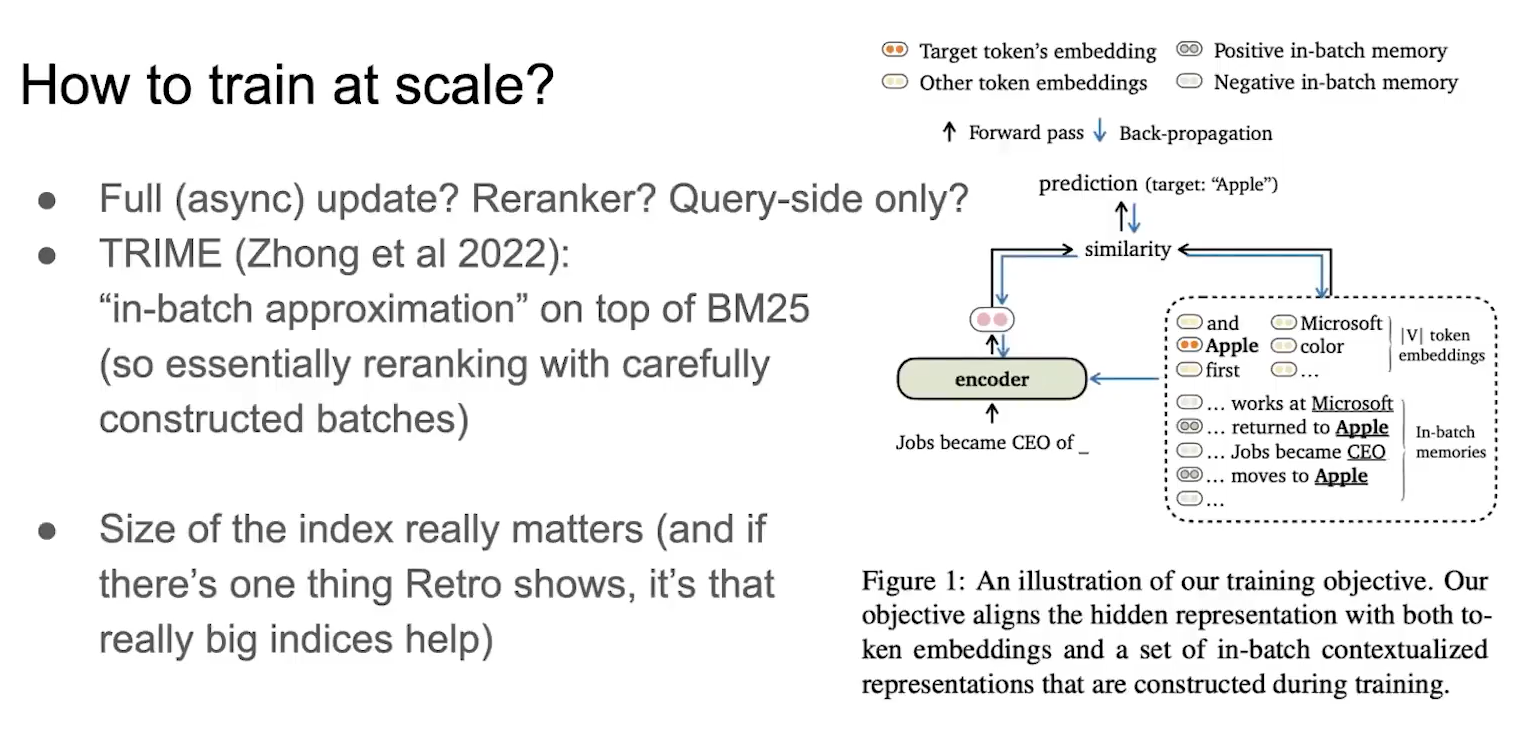 How to train at scale?
● Full (async) update? Reranker? Query-side only?
● TRIME (Zhong et al 2022):
“in-batch approximation” on top of BM25
(so essentially reranking with carefully
constructed batches)
● Size of the index really matters (and if
there’s one thing Retro shows, it’s that
really big indices help)
Target token’s embedding Positive in-batch memory
Other token embeddings Negative in-batch memory
↑ Forward pass ↓ Back-propagation
prediction (target: “Apple”)
similarity
encoder
Jobs became CEO of _
and Microsoft
Apple color
first ...
|V| token
embeddings
... works at Microsoft
... returned to Apple
... Jobs became CEO
... moves to Apple
...
In-batch
memories
Figure 1: An illustration of our training objective. Our
objective aligns the hidden representation with both to-
ken embeddings and a set of in-batch contextualized
representations that are constructed during training.